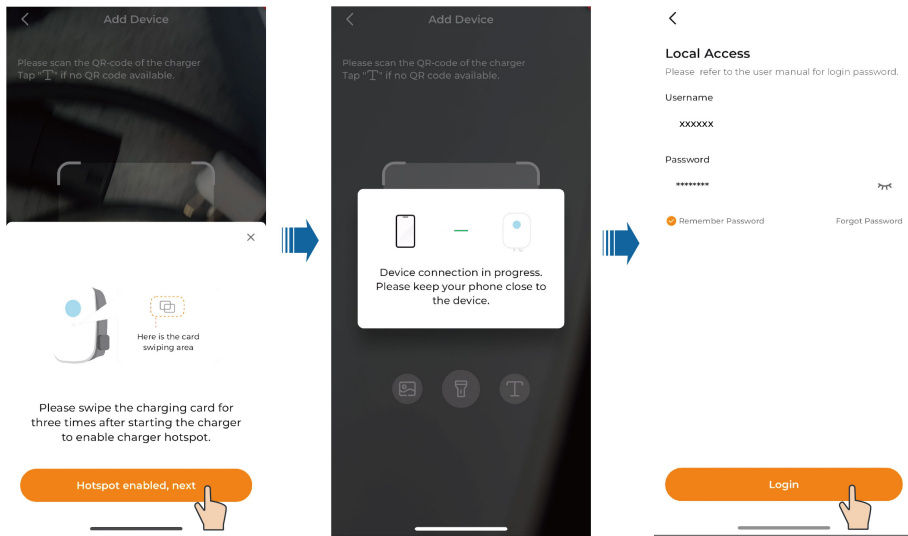 Add Device
Please scan the QR-code of the charger
Tap "T" if no QR code available.
Here is the card
swiping area
Please swipe the charging card for
three times after starting the charger
to enable charger hotspot.
Hotspot enabled, next
Add Device
Please scan the QR-code of the charger
Tap "T" if no QR code available.
Device connection in progress.
Please keep your phone close to
the device.
T
Local Access
Please refer to the user manual for login password.
Username
xxxxxx
Password
********
Remember Password Forgot Password
Login